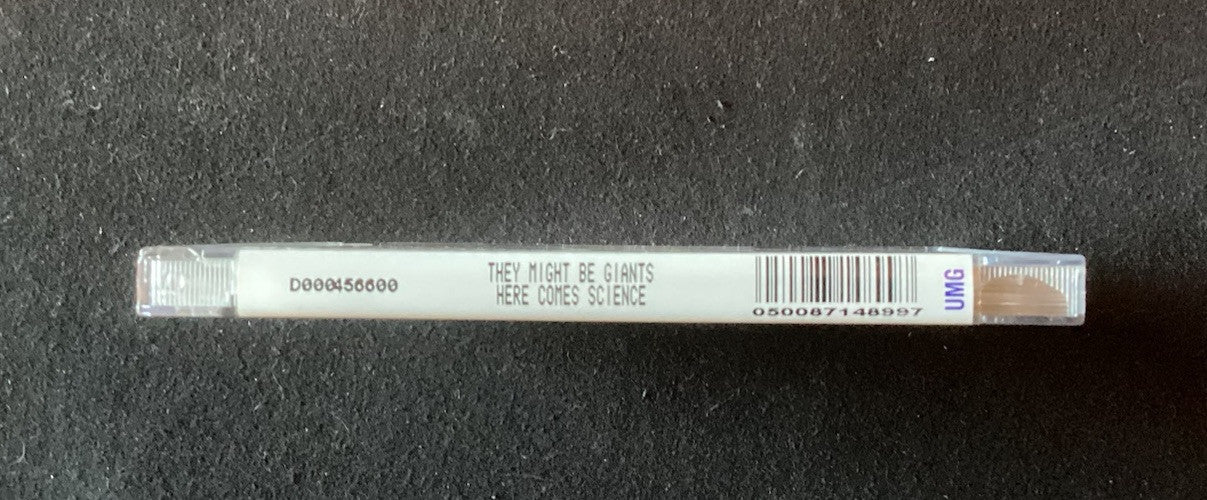 D000456600
THEY MIGHT BE GIANTS
HERE COMES SCIENCE
050087148997
UMG